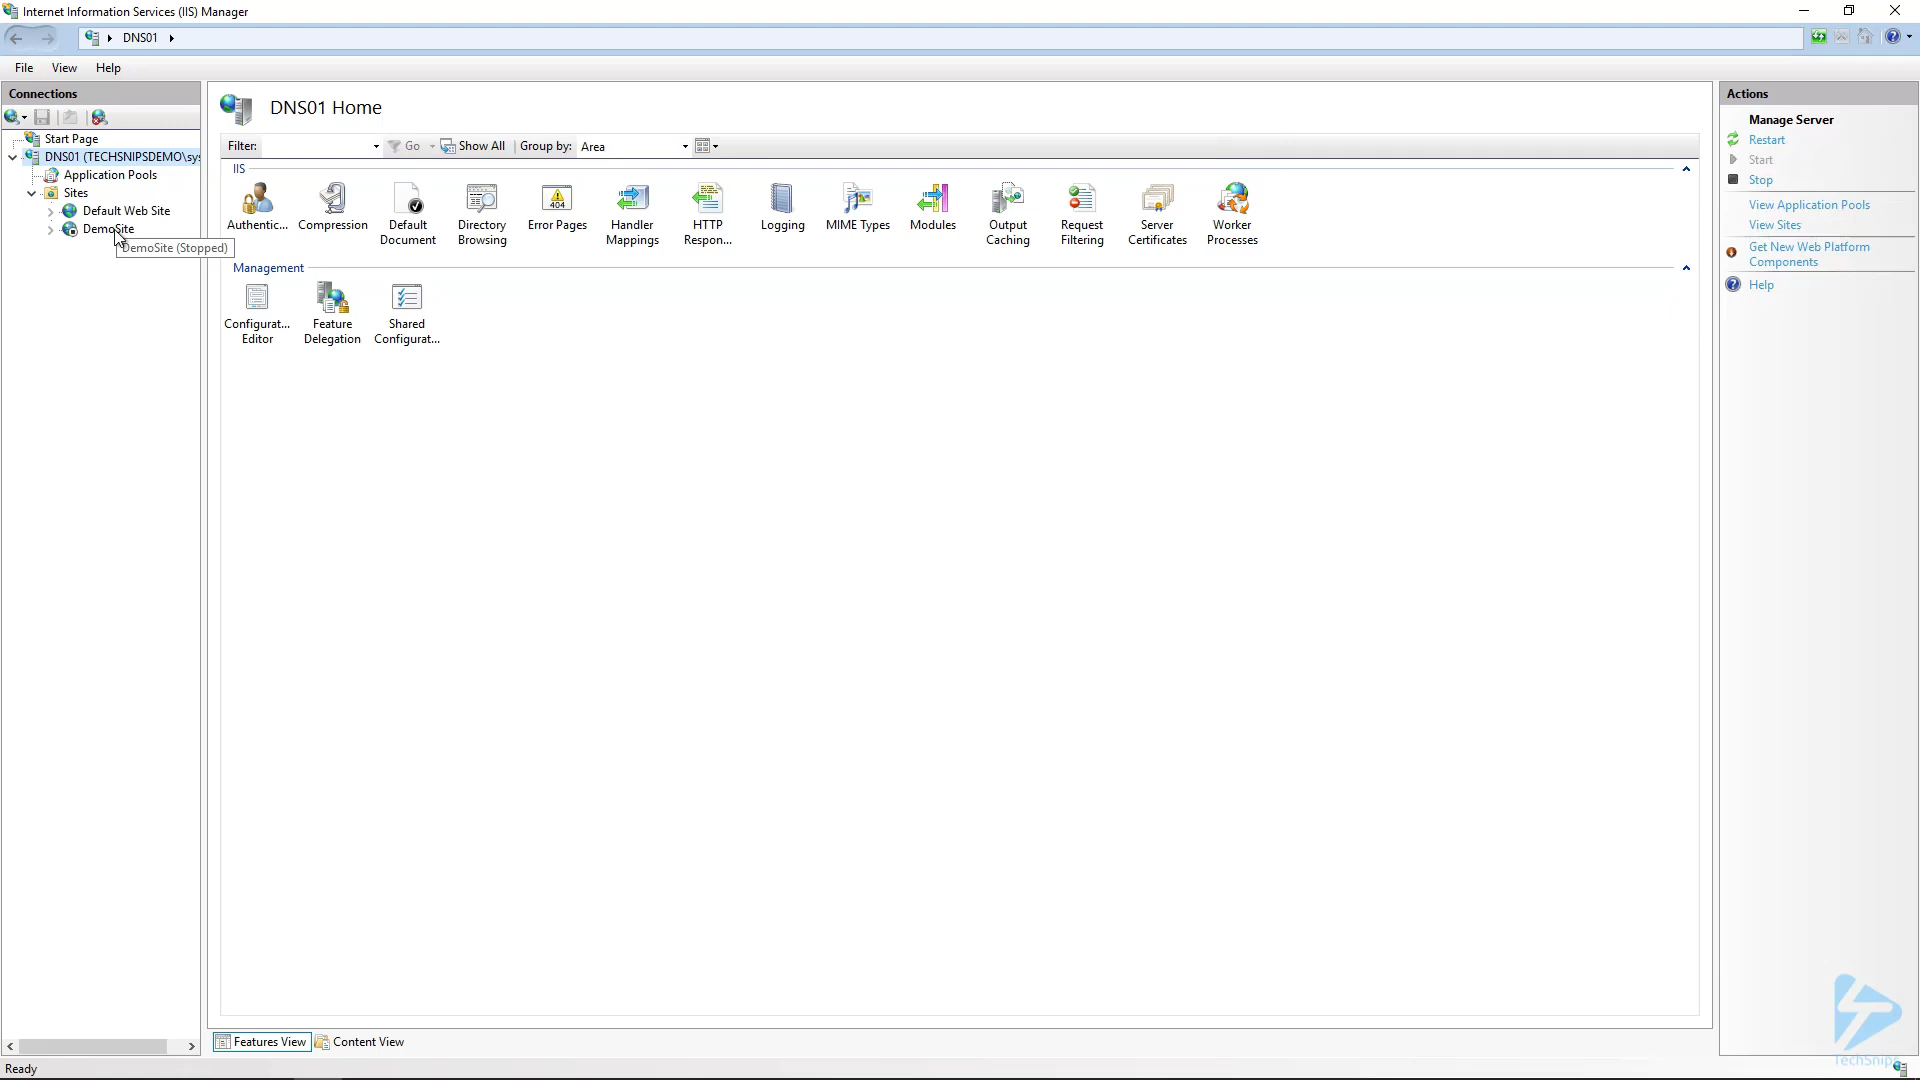 Internet Information Services (IIS) Manager
DNS01
File View Help
Connections
Start Page
DNS01 (TECHSNIPSDEMO\sys
Application Pools
Sites
Default Web Site
DemoSite
DemoSite (Stopped)
DNS01 Home
Filter: Go Show All Group by: Area
IIS
Authentic...
Compression
Default Document
Directory Browsing
Error Pages
404
Handler Mappings
HTTP Respon...
Logging
MIME Types
Modules
Output Caching
Request Filtering
Server Certificates
Worker Processes
Management
Configurat... Editor
Feature Delegation
Shared Configurat...
Features View
Content View
Actions
Manage Server
Restart
Start
Stop
View Application Pools
View Sites
Get New Web Platform
Components
Help
Ready
TechSnips